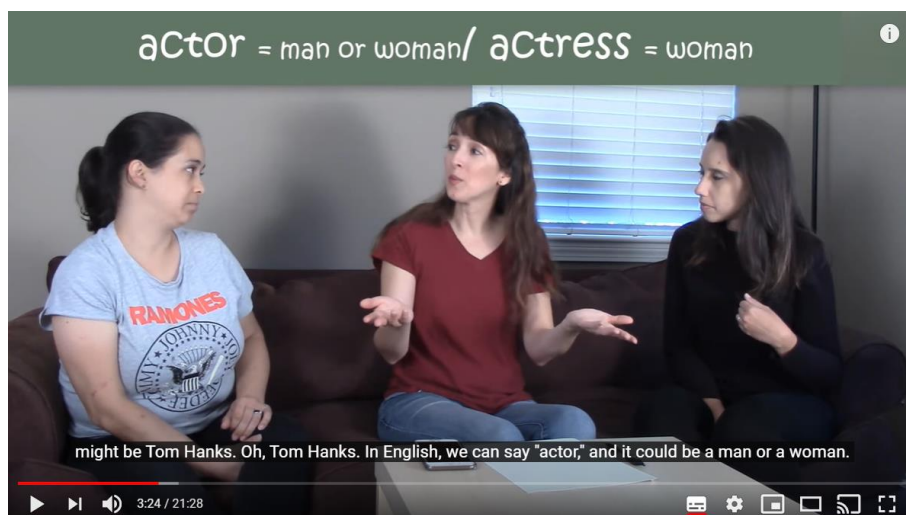 actor = man or woman/ actress = woman
i
RAMONES
JOHNNY
might be Tom Hanks. Oh, Tom Hanks. In English, we can say "actor," and it could be a man or a woman.
3:24 / 21:28